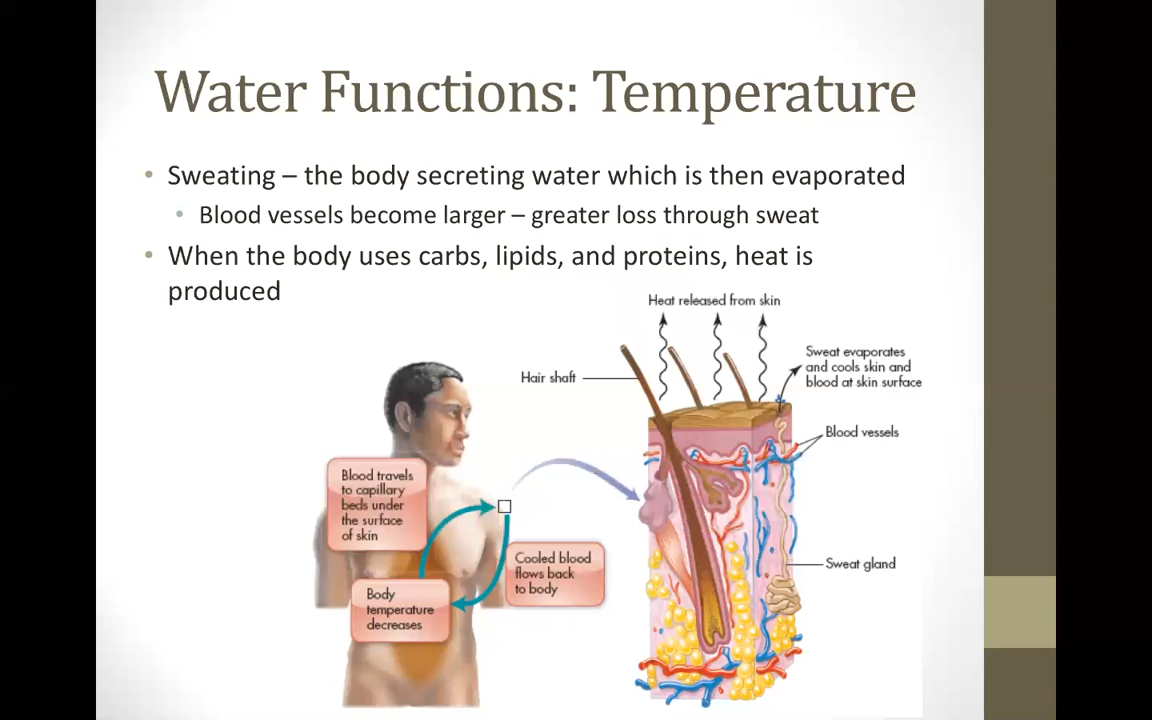 Water Functions: Temperature
• Sweating – the body secreting water which is then evaporated
• Blood vessels become larger – greater loss through sweat
• When the body uses carbs, lipids, and proteins, heat is
produced
Heat released from skin
Hair shaft
Sweat evaporates
and cools skin and
blood at skin surface
Blood vessels
Sweat gland
Blood travels
to capillary
beds under
the surface
of skin
Cooled blood
flows back
to body
Body
temperature
decreases